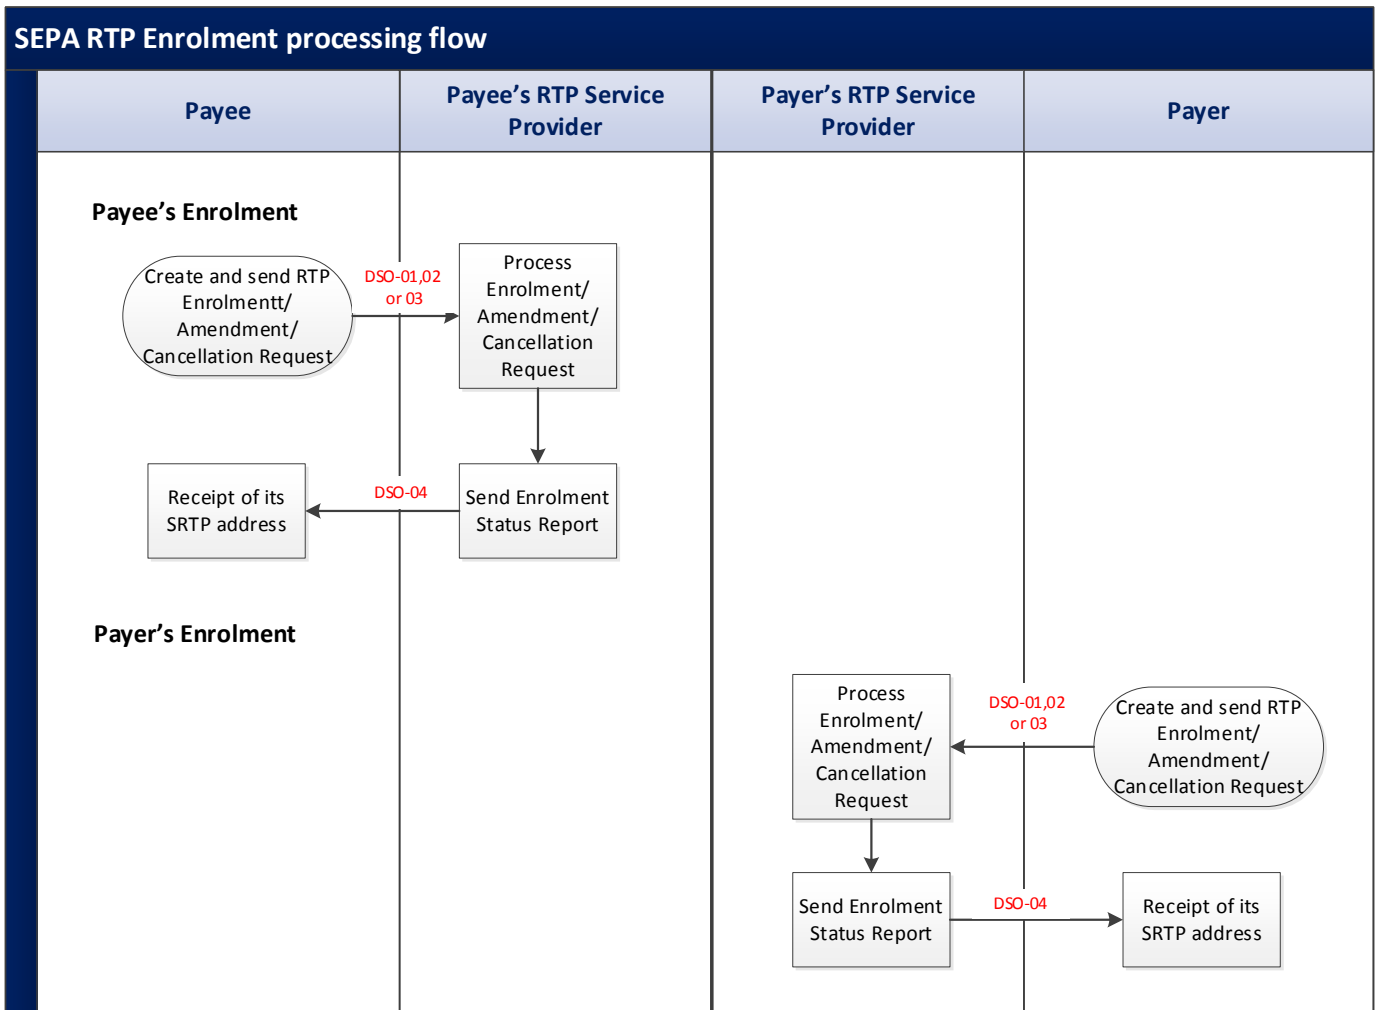 SEPA RTP Enrolment processing flow
Payee
Payee's RTP Service
Provider
Payer's RTP Service
Provider
Payer
Payee's Enrolment
Create and send RTP
Enrolmentt/
Amendment/
Cancellation Request
DSO-01,02
or 03
Process
Enrolment/
Amendment/
Cancellation
Request
Receipt of its
SRTP address
DSO-04
Send Enrolment
Status Report
Payer's Enrolment
Process
Enrolment/
Amendment/
Cancellation
Request
DSO-01,02
or 03
Create and send RTP
Enrolment/
Amendment/
Cancellation Request
Send Enrolment
Status Report
DSO-04
Receipt of its
SRTP address